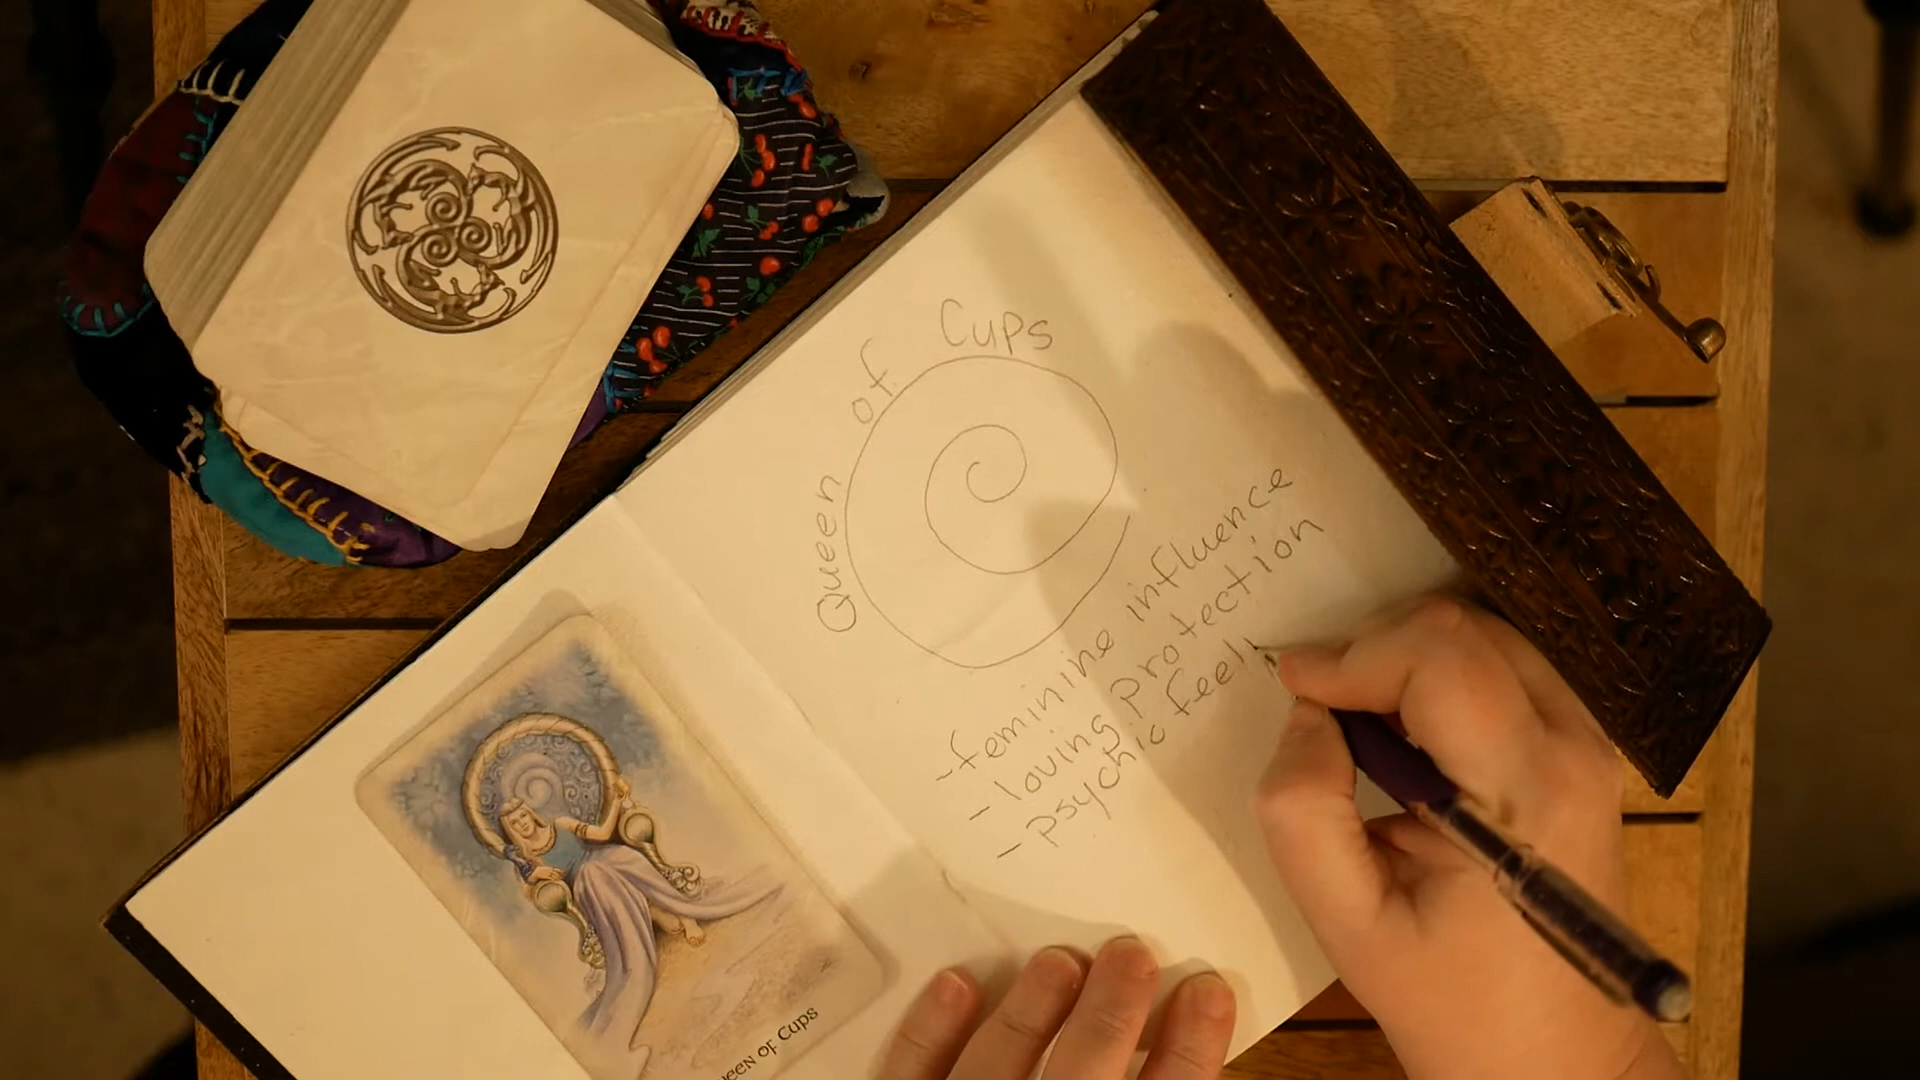 Queen of Cups
-feminine influence
-loving protection
-psychic feel
Queen of Cups